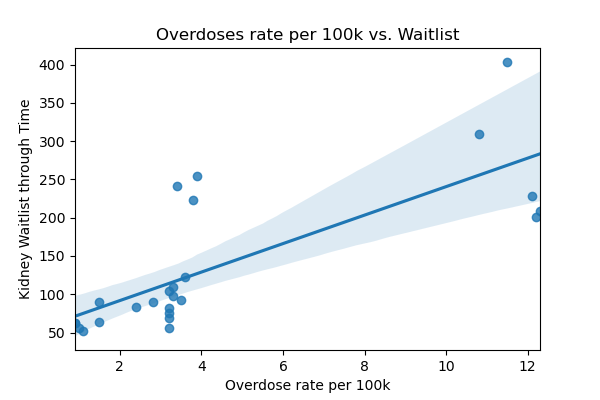 Overdoses rate per 100k vs. Waitlist
Kidney Waitlist through Time
400
350
300
250
200
150
100
50
2 4 6 8 10 12
Overdose rate per 100k